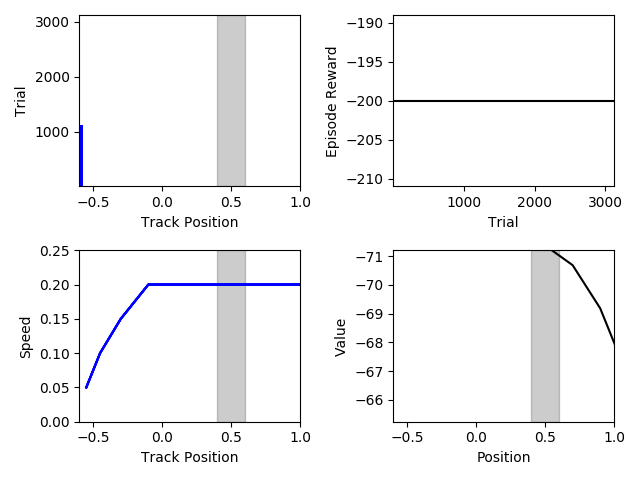 3000
2000
1000
Trial
−0.5 0.0 0.5 1.0
Track Position
−190
−195
−200
−205
−210
Episode Reward
1000 2000 3000
Trial
0.25
0.20
0.15
0.10
0.05
0.00
Speed
−0.5 0.0 0.5 1.0
Track Position
−71
−70
−69
−68
−67
−66
Value
−0.5 0.0 0.5 1.0
Position